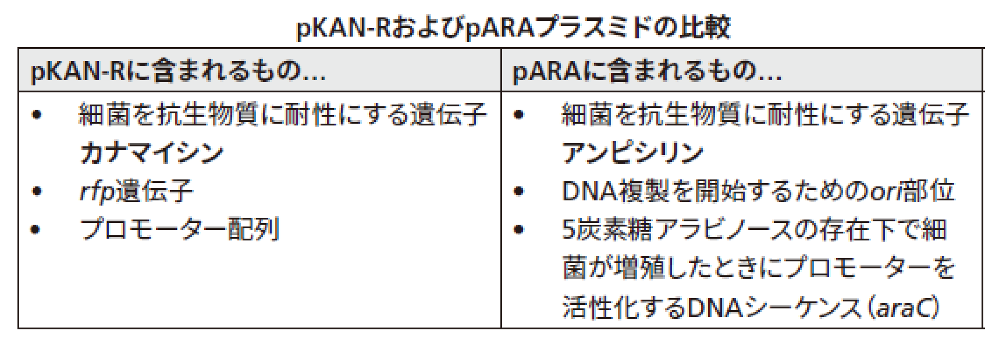 pKAN-RおよびpARAプラスミドの比較
pKAN-Rに含まれるもの...
• 細菌を抗生物質に耐性にする遺伝子
カナマイシン
• rfp遺伝子
• プロモーター配列
pARAに含まれるもの...
• 細菌を抗生物質に耐性にする遺伝子
アンピシリン
• DNA複製を開始するためのori部位
• 5炭素糖アラビノースの存在下で細
菌が増殖したときにプロモーターを
活性化するDNAシーケンス（araC）